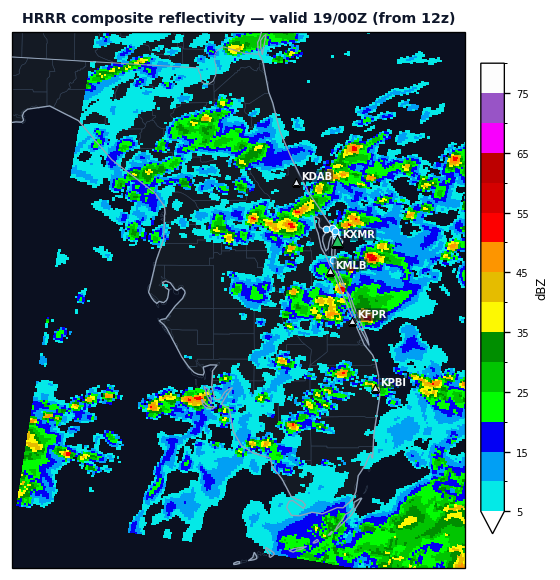 HRRR composite reflectivity — valid 19/00Z (from 12z)
75
65
55
45
35
25
15
5
dBZ
KDAB
KXMR
KMLB
KFPR
KPBI